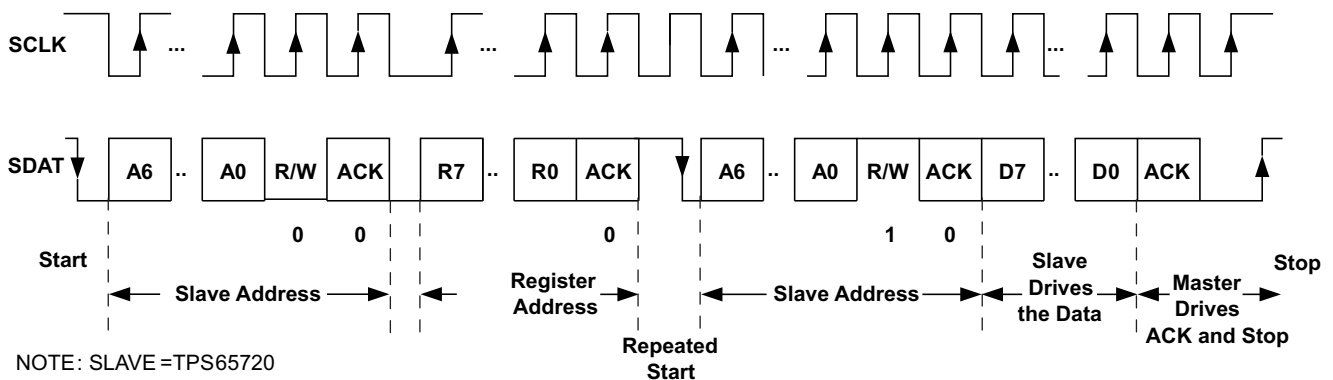 SCLK ... ... ... ...
SDAT A6 .. A0 R/W ACK R7 .. R0 ACK A6 .. A0 R/W ACK D7 .. D0 ACK
0 0 0 1 0
Start
Slave Address
Register
Address
Repeated
Start
Slave Address
Slave
Drives
the Data
Master
Drives
ACK and Stop
Stop
NOTE: SLAVE=TPS65720